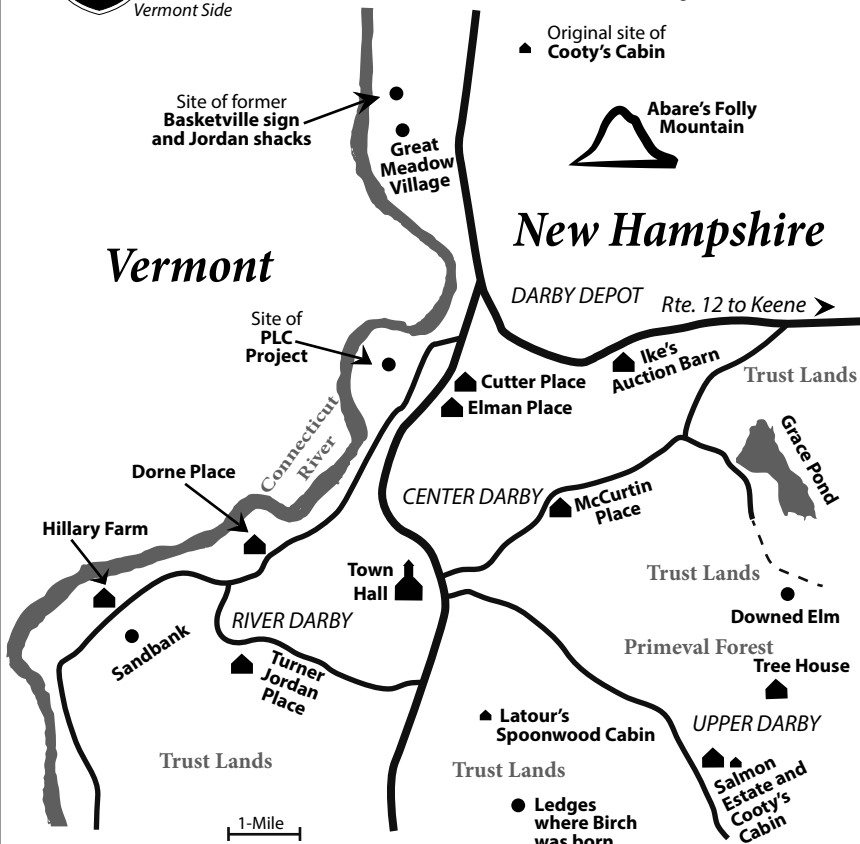 Vermont Side
Original site of
Cooty's Cabin
Site of former
Basketville sign
and Jordan shacks
Abare's Folly
Mountain
Great
Meadow
Village
New Hampshire
Vermont
DARBY DEPOT
Rte. 12 to Keene
Site of
PLC
Project
Ike's
Auction Barn
Trust Lands
Cutter Place
Elman Place
Connecticut
River
Grace Pond
Dorne Place
CENTER DARBY
McCurtin
Place
Hillary Farm
Town
Hall
Trust Lands
Downed Elm
RIVER DARBY
Sandbank
Primeval Forest
Tree House
Turner
Jordan
Place
Latour's
Spoonwood Cabin
UPPER DARBY
Trust Lands
Trust Lands
Salmon
Estate and
Cooty's
Cabin
Ledges
where Birch
was born
1-Mile